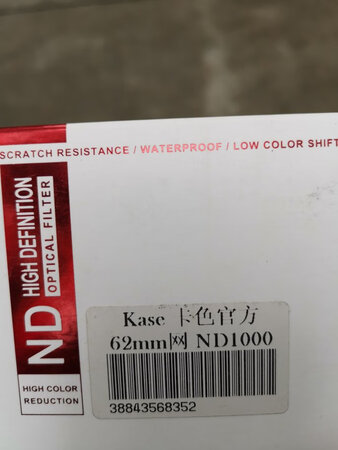 SCRATCH RESISTANCE / WATERPROOF / LOW COLOR SHIFT
ND HIGH DEFINITION
OPTICAL FILTER
HIGH COLOR
REDUCTION
Kase 卡色官方
62mm网 ND1000
38843568352